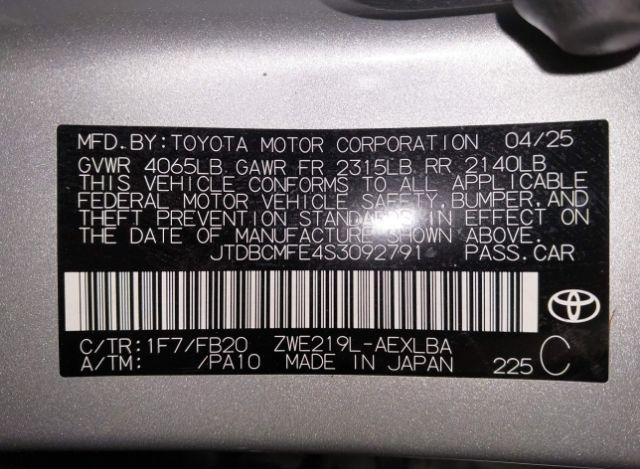 MFD.BY:TOYOTA MOTOR CORPORATION 04/25
GVWR 4065LB GAWR FR 2315LB RR 2140LB
THIS VEHICLE CONFORMS TO ALL APPLICABLE
FEDERAL MOTOR VEHICLE SAFETY,BUMPER,AND
THEFT PREVENTION STANDARDS IN EFFECT ON
THE DATE OF MANUFACTURE SHOWN ABOVE.
JTDBCMFE4S3092791 PASS.CAR
C/TR:1F7/FB20 ZWE219L-AEXLBA
A/TM: /PA10 MADE IN JAPAN 225 C